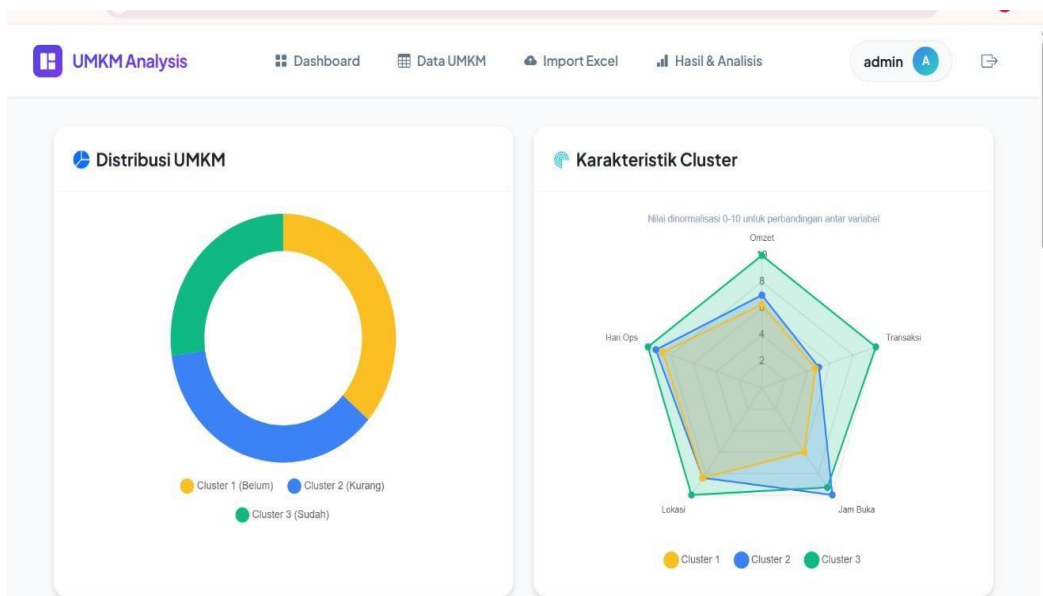 UMKM Analysis
Dashboard
Data UMKM
Import Excel
Hasil & Analisis
admin
A
Distribusi UMKM
Cluster 1 (Belum)
Cluster 2 (Kurang)
Cluster 3 (Sudah)
Karakteristik Cluster
Nilai dinormalisasi 0-10 untuk perbandingan antar variabel
Omzet
10
8
6
4
2
Hari Ops
Transaksi
Lokasi
Jam Buka
Cluster 1
Cluster 2
Cluster 3